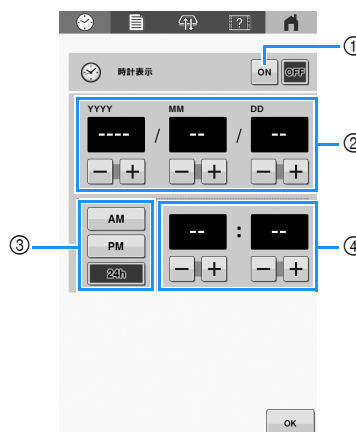 ①
時計表示 ON OFF
YYYY MM DD
---- / -- / --
②
− + − + − +
AM
PM
24h
③
-- : --
④
− + − +
OK